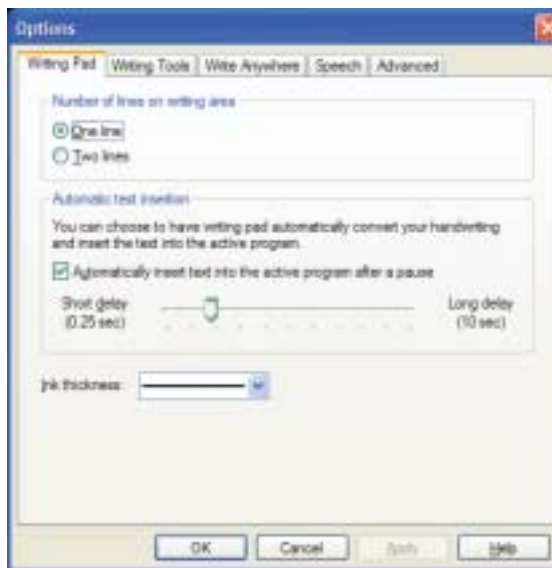 Options
Writing Pad Writing Tools Write Anywhere Speech Advanced
Number of lines on writing area
One line
Two lines
Automatic text insertion
You can choose to have writing pad automatically convert your handwriting
and insert the text into the active program.
Automatically insert text into the active program after a pause
Short delay Long delay
(0.25 sec) (10 sec)
Ink thickness:
OK Cancel Apply Help